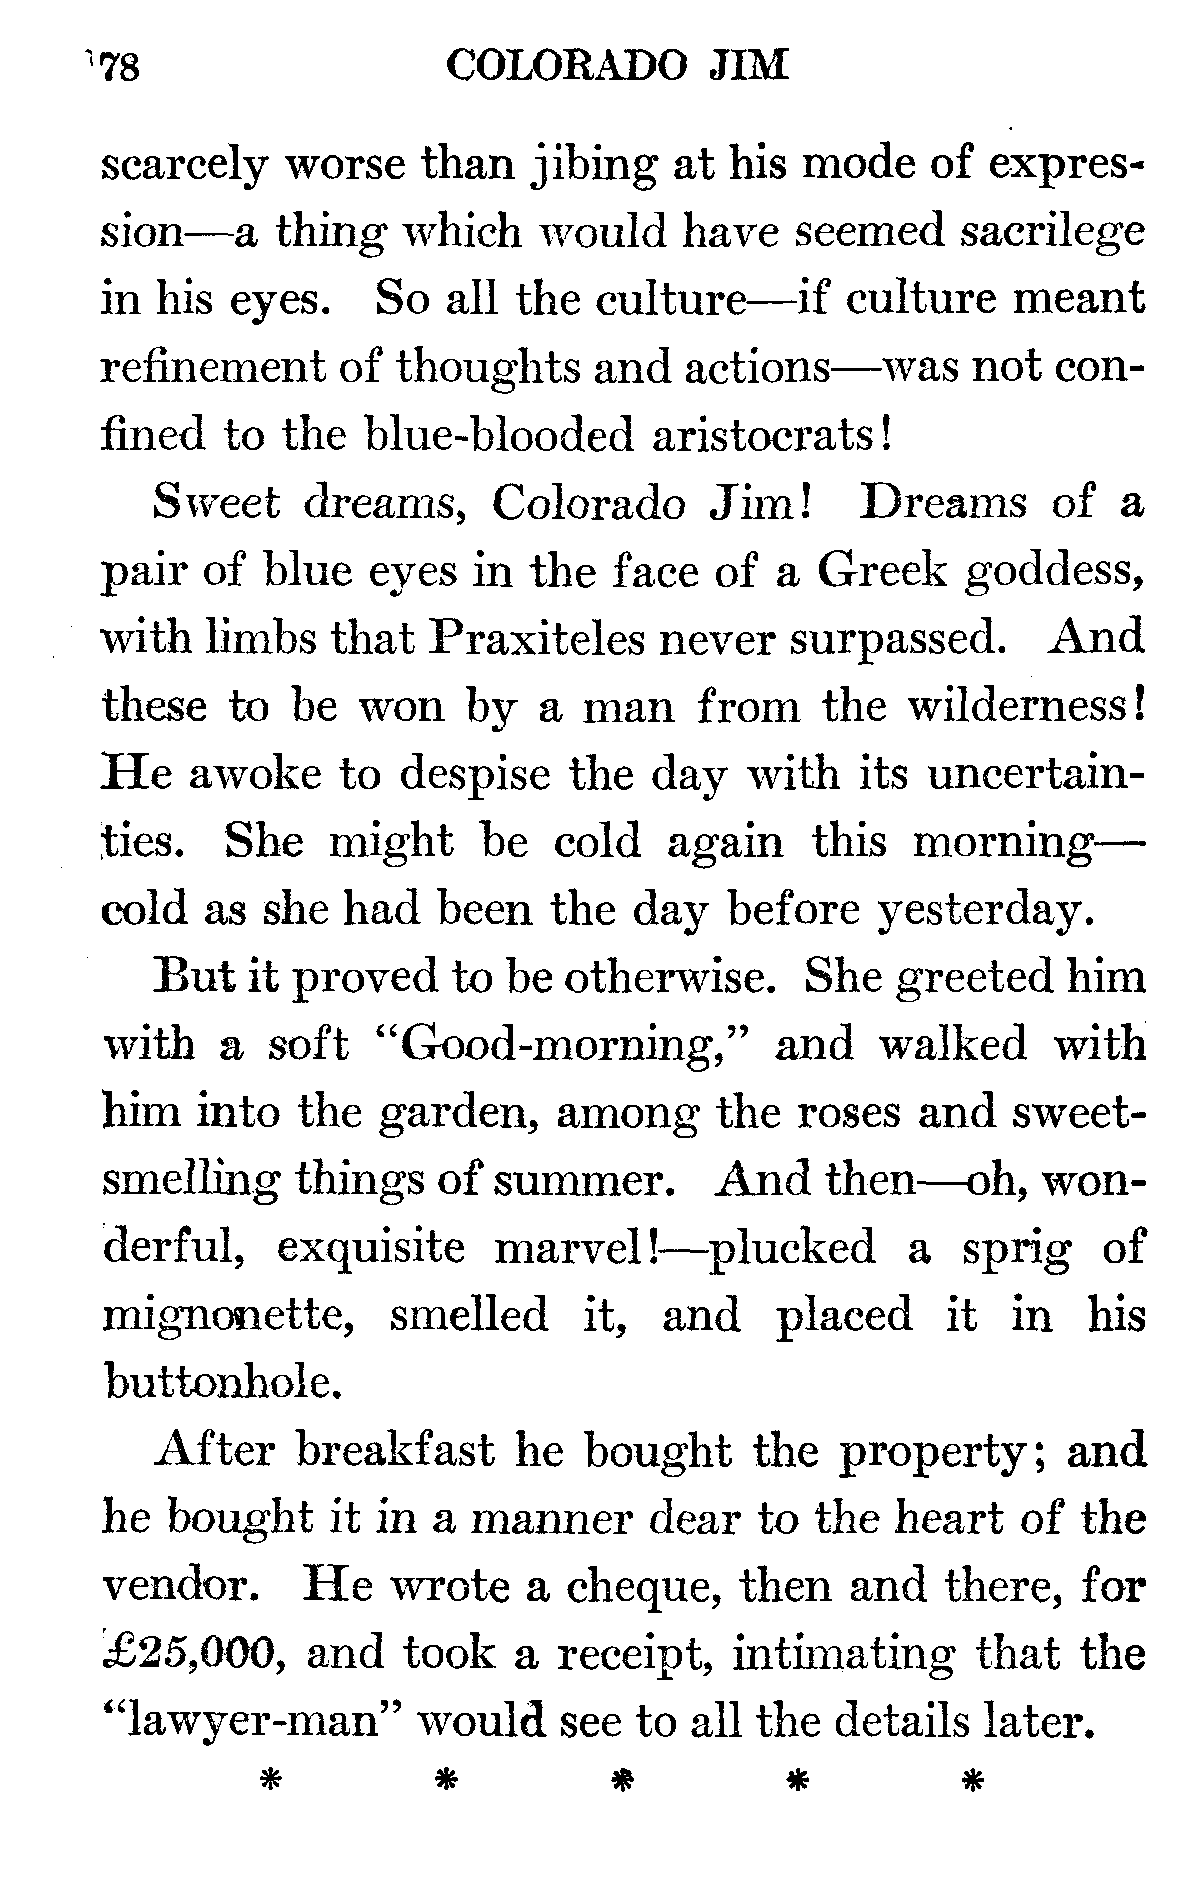 78 COLORADO JIM
scarcely worse than jibing at his mode of expres-
sion—a thing which would have seemed sacrilege
in his eyes. So all the culture—if culture meant
refinement of thoughts and actions—was not con-
fined to the blue-blooded aristocrats!
Sweet dreams, Colorado Jim! Dreams of a
pair of blue eyes in the face of a Greek goddess,
with limbs that Praxiteles never surpassed. And
these to be won by a man from the wilderness!
He awoke to despise the day with its uncertain-
ties. She might be cold again this morning—
cold as she had been the day before yesterday.
But it proved to be otherwise. She greeted him
with a soft “Good-morning,” and walked with
him into the garden, among the roses and sweet-
smelling things of summer. And then—oh, won-
derful, exquisite marvel!—plucked a sprig of
mignonette, smelled it, and placed it in his
buttonhole.
After breakfast he bought the property; and
he bought it in a manner dear to the heart of the
vendor. He wrote a cheque, then and there, for
£25,000, and took a receipt, intimating that the
“lawyer-man” would see to all the details later.
* * * * *